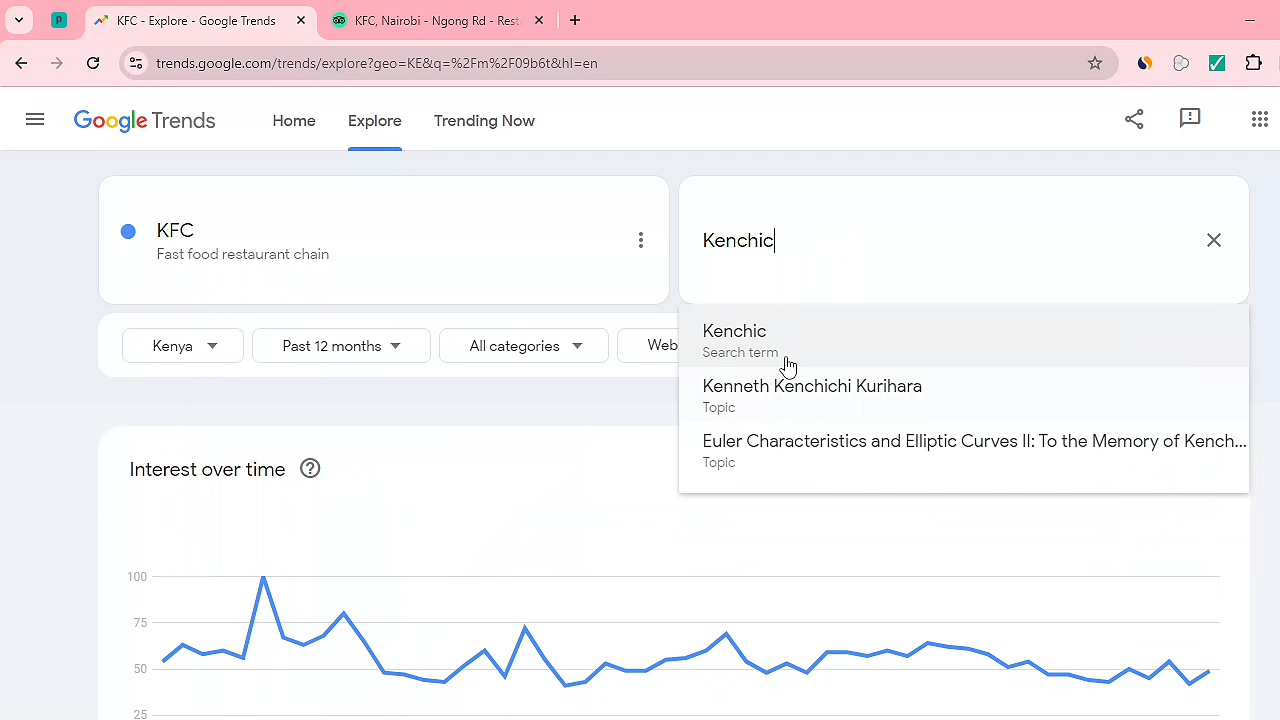 KFC - Explore - Google Trends
KFC, Nairobi - Ngong Rd - Rest
trends.google.com/trends/explore?geo=KE&q=%2Fm%2F09b6t&hl=en
Google Trends
Home
Explore
Trending Now
KFC
Fast food restaurant chain
Kenchic
Kenya
Past 12 months
All categories
Web
Kenchic
Search term
Kenneth Kenchichi Kurihara
Topic
Euler Characteristics and Elliptic Curves II: To the Memory of Kench...
Topic
Interest over time
100
75
50
25